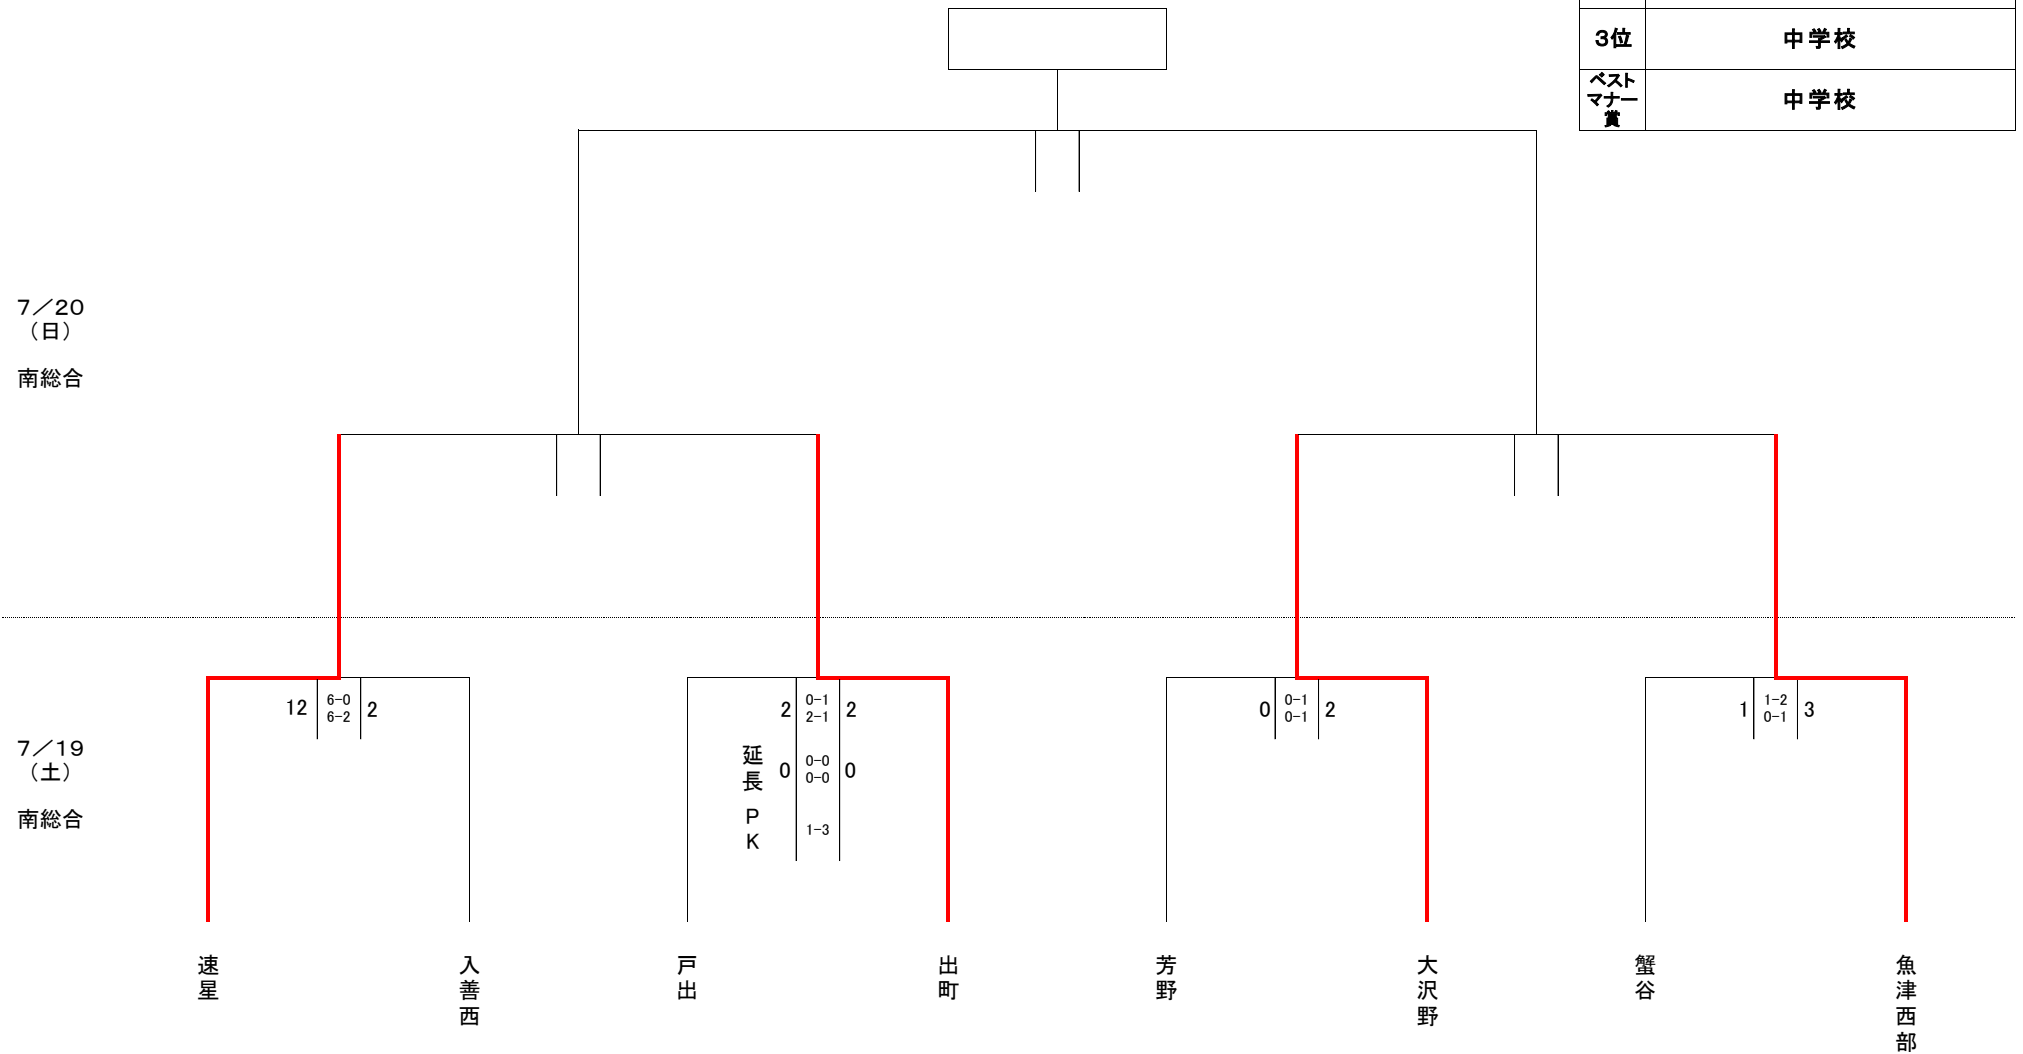 ３位
中学校
ベスト
マナー
賞
中学校
７／２０
（日）
南総合
12
6-0
6-2
2
2
0-1
2-1
2
0
0-1
0-1
2
1
1-2
0-1
3
７／１９
（土）
南総合
延長
0
0-0
0-0
0
ＰＫ
1-3
速星
入善西
戸出
出町
芳野
大沢野
蟹谷
魚津西部